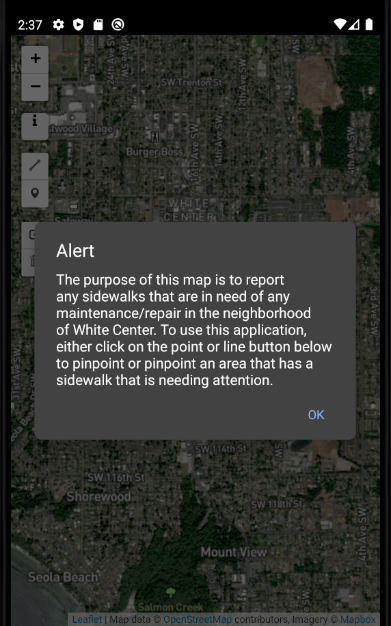 2:37
+
−
i
SW Trenton St
Burger Boss
WHITE
CENTER
Alert
The purpose of this map is to report
any sidewalks that are in need of any
maintenance/repair in the neighborhood
of White Center. To use this application,
either click on the point or line button below
to pinpoint or pinpoint an area that has a
sidewalk that is needing attention.
OK
SW 116th St
SW 116th St
Shorewood
SW 118th St
Mount View
Seola Beach
Salmon Creek
Leaflet | Map data © OpenStreetMap contributors, Imagery © Mapbox